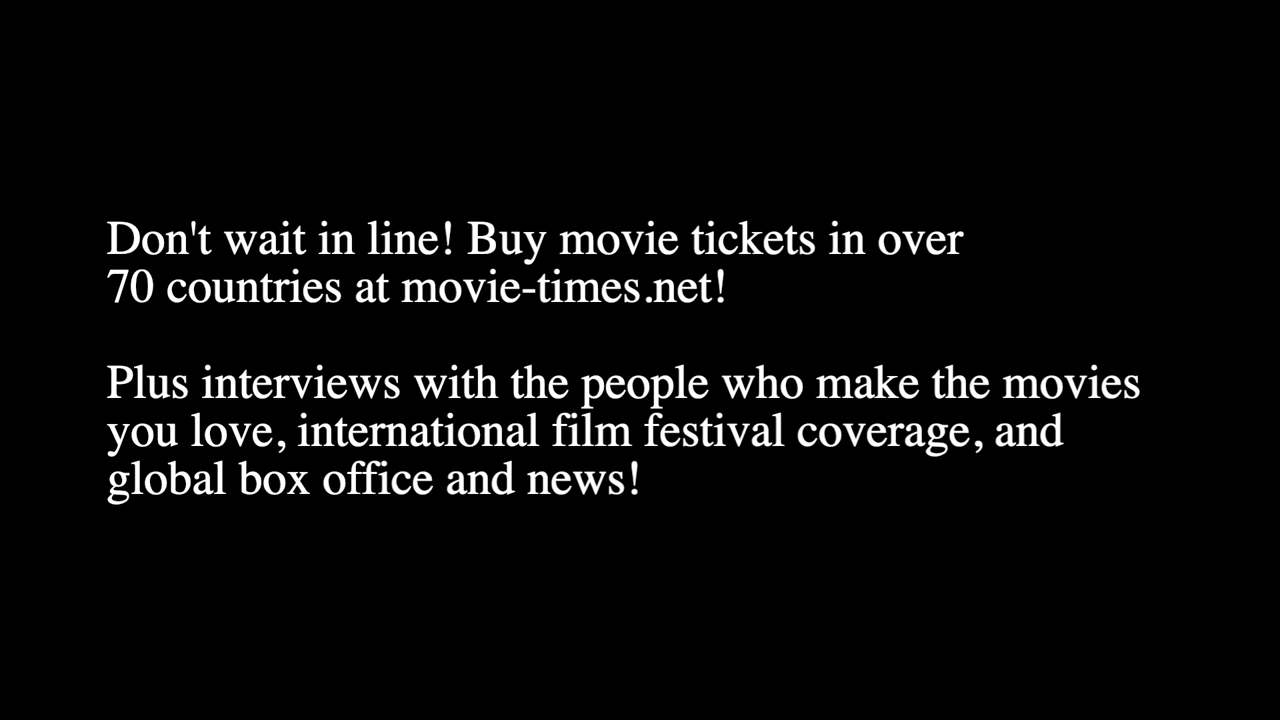 Don't wait in line! Buy movie tickets in over
70 countries at movie-times.net!
Plus interviews with the people who make the movies
you love, international film festival coverage, and
global box office and news!